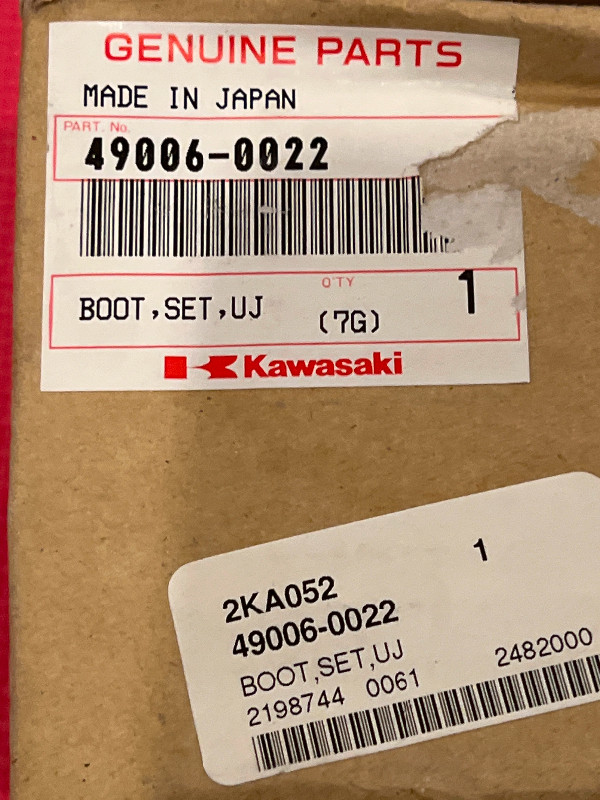 GENUINE PARTS
MADE IN JAPAN
PART. No.
49006-0022
Q'TY
BOOT,SET,UJ (7G) 1
Kawasaki
2KA052 1
49006-0022
BOOT,SET,UJ 2482000
2198744 0061